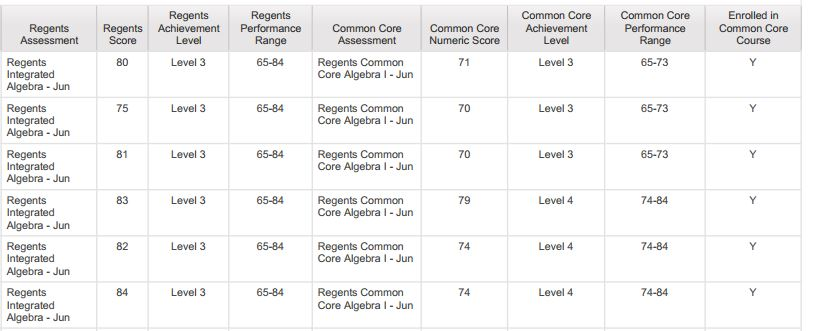 Regents Assessment | Regents Score | Regents Achievement Level | Regents Performance Range | Common Core Assessment | Common Core Numeric Score | Common Core Achievement Level | Common Core Performance Range | Enrolled in Common Core Course
Regents Integrated Algebra - Jun | 80 | Level 3 | 65-84 | Regents Common Core Algebra I - Jun | 71 | Level 3 | 65-73 | Y
Regents Integrated Algebra - Jun | 75 | Level 3 | 65-84 | Regents Common Core Algebra I - Jun | 70 | Level 3 | 65-73 | Y
Regents Integrated Algebra - Jun | 81 | Level 3 | 65-84 | Regents Common Core Algebra I - Jun | 70 | Level 3 | 65-73 | Y
Regents Integrated Algebra - Jun | 83 | Level 3 | 65-84 | Regents Common Core Algebra I - Jun | 79 | Level 4 | 74-84 | Y
Regents Integrated Algebra - Jun | 82 | Level 3 | 65-84 | Regents Common Core Algebra I - Jun | 74 | Level 4 | 74-84 | Y
Regents Integrated Algebra - Jun | 84 | Level 3 | 65-84 | Regents Common Core Algebra I - Jun | 74 | Level 4 | 74-84 | Y